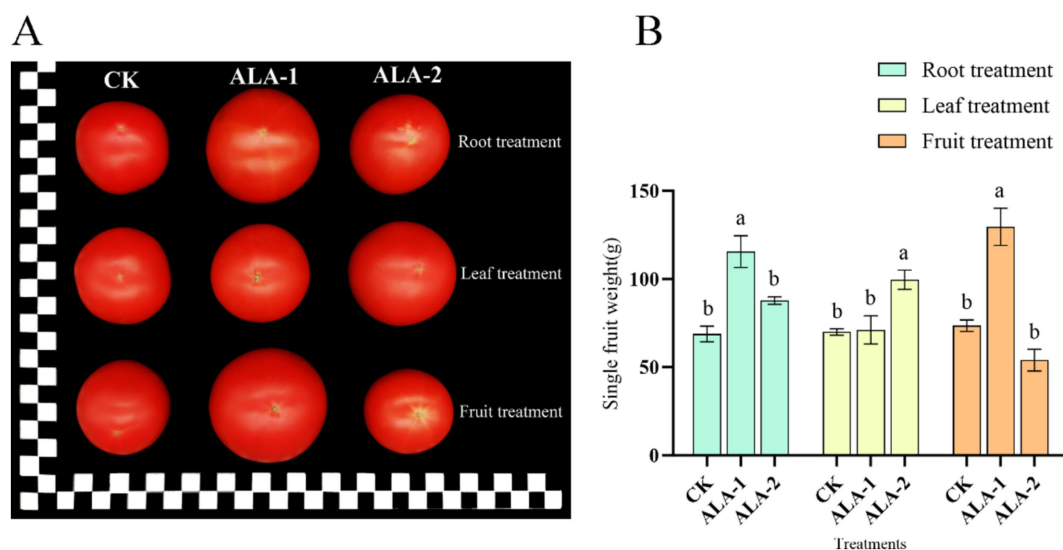 A
CK ALA-1 ALA-2
Root treatment
Leaf treatment
Fruit treatment
B
Root treatment
Leaf treatment
Fruit treatment
Single fruit weight(g)
150
100
50
0
b a b
b b a
b a b
CK ALA-1 ALA-2 CK ALA-1 ALA-2 CK ALA-1 ALA-2
Treatments